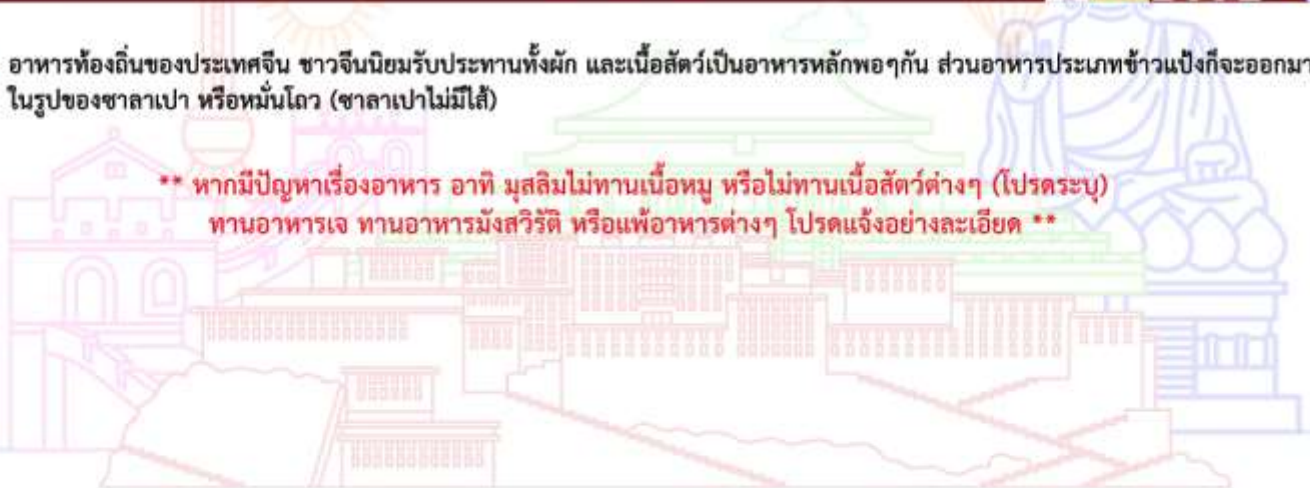 อาหารท้องถิ่นของประเทศจีน ชาวจีนนิยมรับประทานทั้งผัก และเนื้อสัตว์เป็นอาหารหลักพอๆกัน ส่วนอาหารประเภทข้าวแป้งก็จะออกมา
ในรูปของซาลาเปา หรือหมั่นโถว (ซาลาเปาไม่มีไส้)
** หากมีปัญหาเรื่องอาหาร อาทิ มุสลิมไม่ทานเนื้อหมู หรือไม่ทานเนื้อสัตว์ต่างๆ (โปรดระบุ)
ทานอาหารเจ ทานอาหารมังสวิรัติ หรือแพ้อาหารต่างๆ โปรดแจ้งอย่างละเอียด **